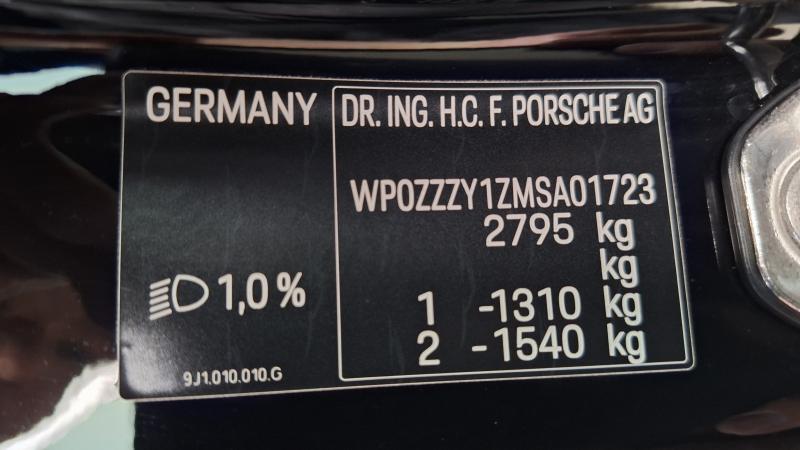 GERMANY
DR. ING. H.C. F. PORSCHE AG
WP0ZZZY1ZMSA01723
2795 kg
kg
1 -1310 kg
2 -1540 kg
1,0%
9J1.010.010.G